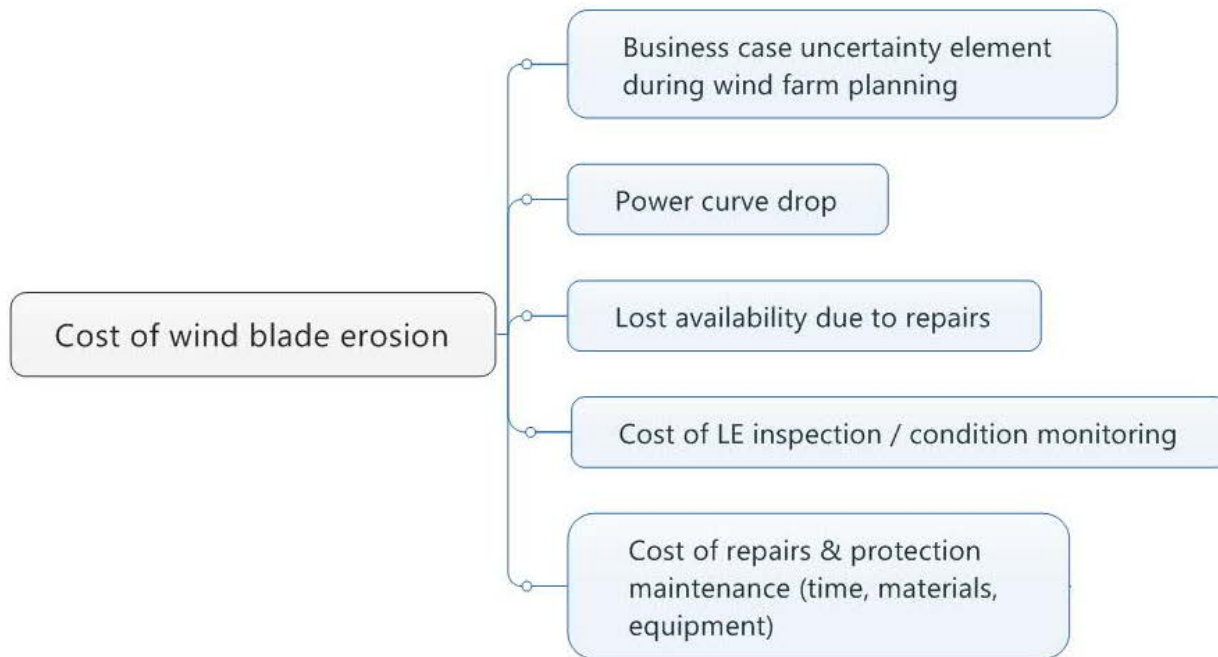 Business case uncertainty element
during wind farm planning
Power curve drop
Lost availability due to repairs
Cost of wind blade erosion
Cost of LE inspection / condition monitoring
Cost of repairs & protection
maintenance (time, materials,
equipment)